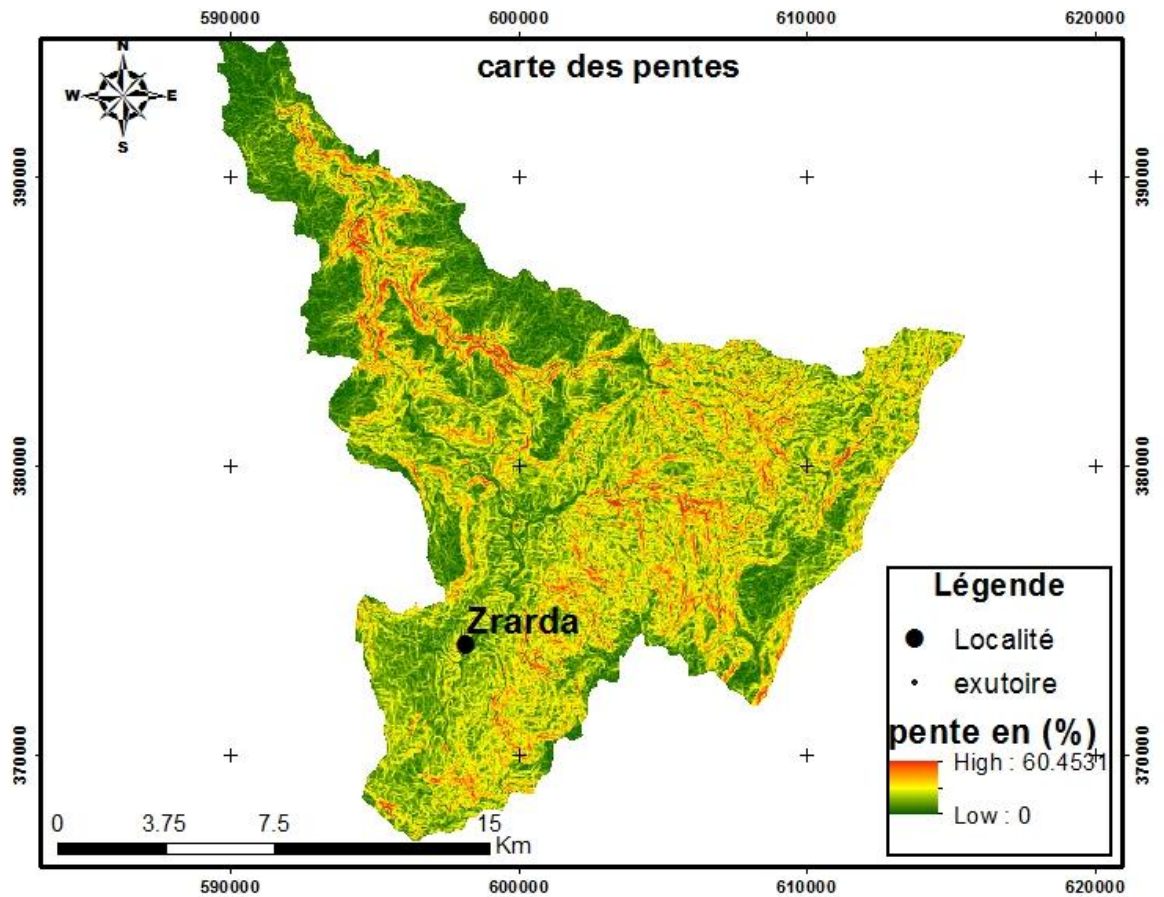 590000 600000 610000 620000
N
W E
S
carte des pentes
390000 390000
380000 380000
Zrarda
Légende
Localité
exutoire
pente en (%)
High : 60.4531
Low : 0
370000 370000
0 3.75 7.5 15
Km
590000 600000 610000 620000